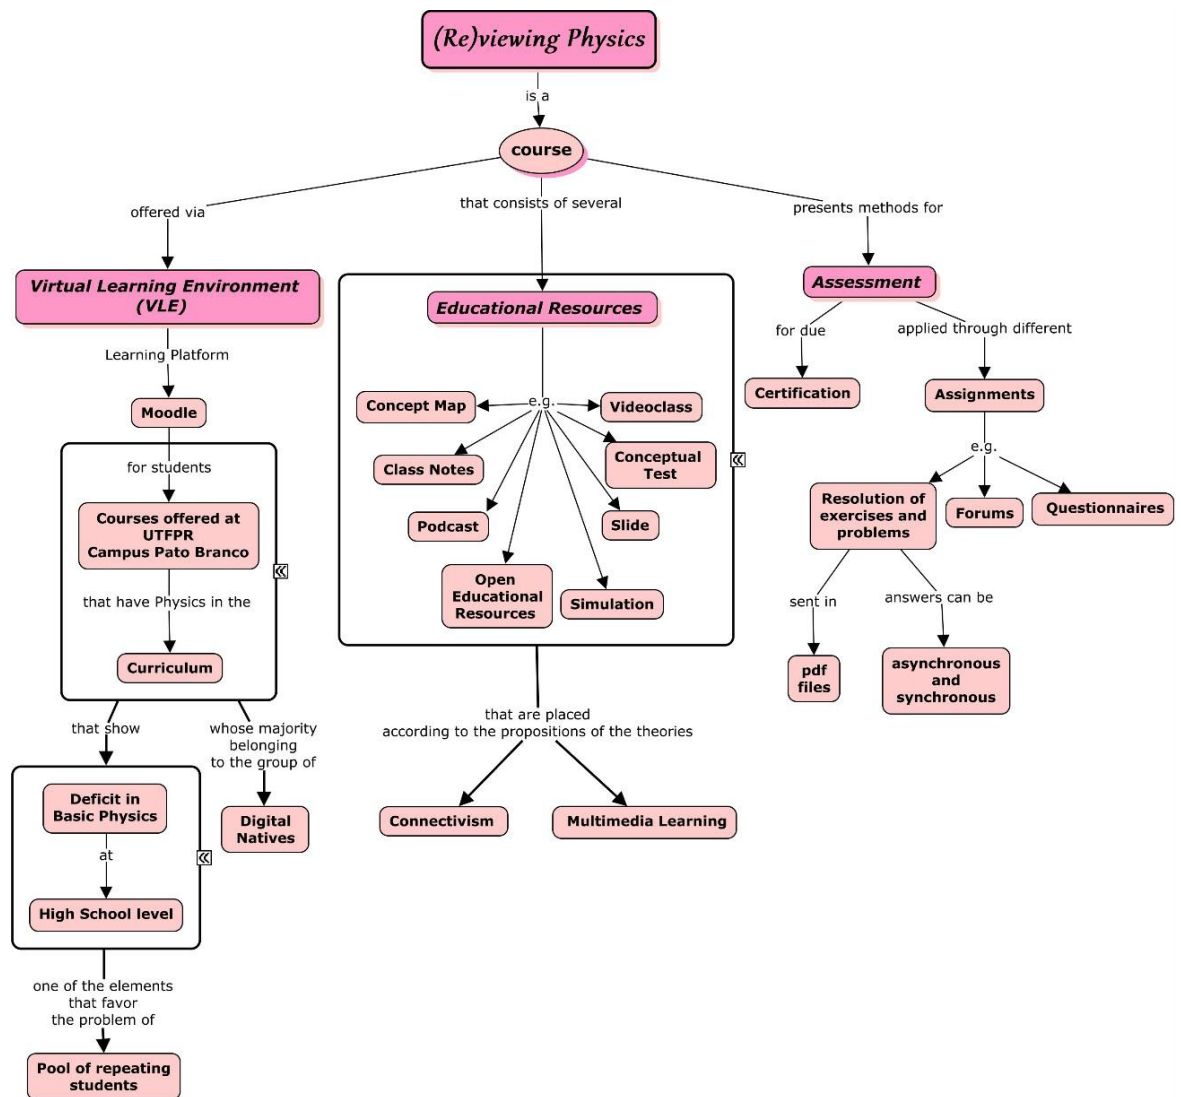 (Re)viewing Physics
is a
course
offered via
that consists of several
presents methods for
Virtual Learning Environment
(VLE)
Learning Platform
Moodle
for students
Courses offered at
UTFPR
Campus Pato Branco
that have Physics in the
Curriculum
that show
whose majority
belonging
to the group of
Deficit in
Basic Physics
at
High School level
Digital
Natives
one of the elements
that favor
the problem of
Pool of repeating
students
Educational Resources
e.g.
Concept Map
Videoclass
Class Notes
Conceptual
Test
Podcast
Slide
Open
Educational
Resources
Simulation
that are placed
according to the propositions of the theories
Connectivism
Multimedia Learning
Assessment
for due
applied through different
Certification
Assignments
e.g.
Resolution of
exercises and
problems
Forums
Questionnaires
sent in
answers can be
pdf
files
asynchronous
and
synchronous